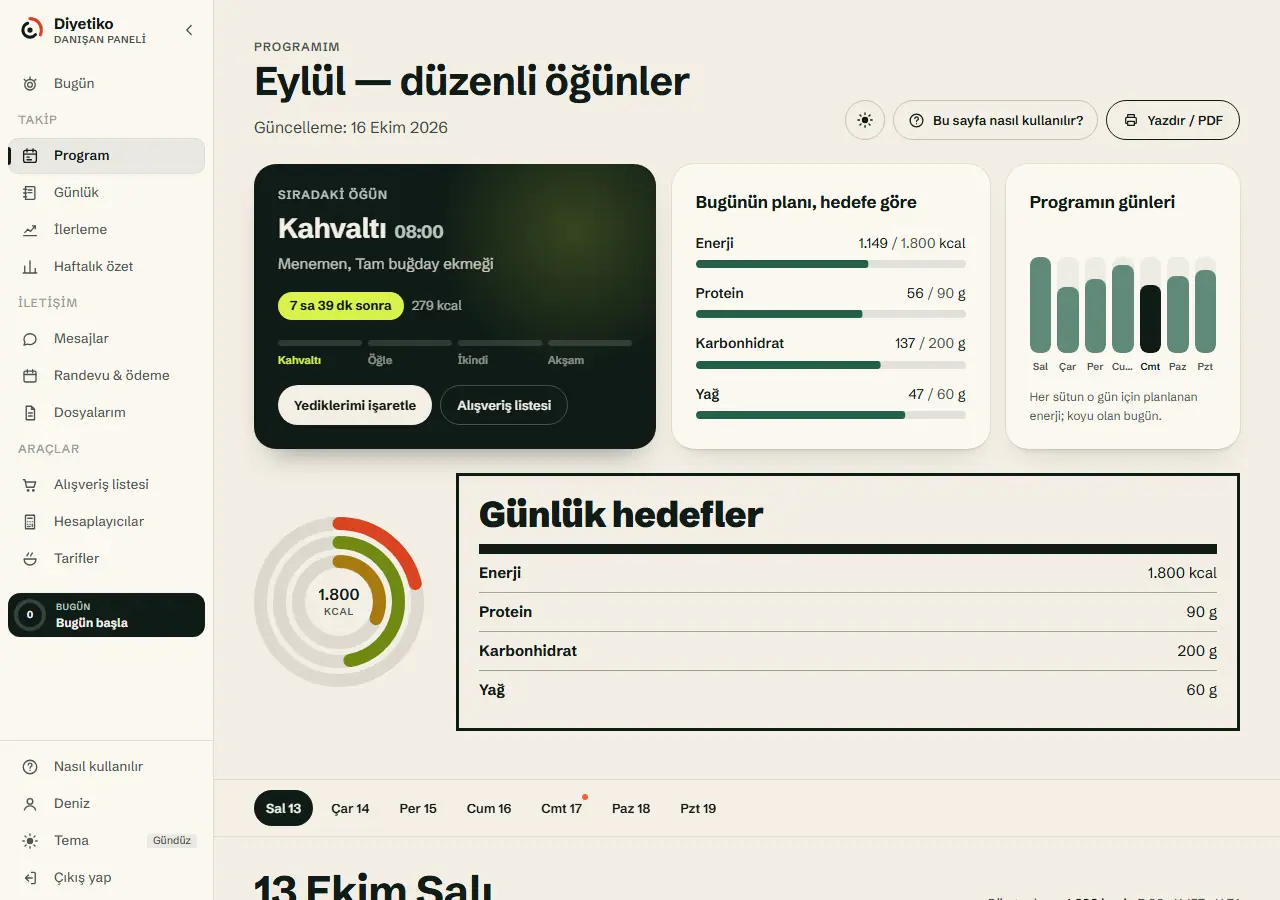 Diyetiko
DANIŞAN PANELİ
Bugün
TAKİP
Program
Günlük
İlerleme
Haftalık özet
İLETİŞİM
Mesajlar
Randevu & ödeme
Dosyalarım
ARAÇLAR
Alışveriş listesi
Hesaplayıcılar
Tarifler
0
BUGÜN
Bugün başla
Nasıl kullanılır
Deniz
Tema Gündüz
Çıkış yap
PROGRAMIM
Eylül — düzenli öğünler
Güncelleme: 16 Ekim 2026
Bu sayfa nasıl kullanılır?
Yazdır / PDF
SIRADAKİ ÖĞÜN
Kahvaltı 08:00
Menemen, Tam buğday ekmeği
7 sa 39 dk sonra 279 kcal
Kahvaltı Öğle İkindi Akşam
Yediklerimi işaretle Alışveriş listesi
Bugünün planı, hedefe göre
Enerji 1.149 / 1.800 kcal
Protein 56 / 90 g
Karbonhidrat 137 / 200 g
Yağ 47 / 60 g
Programın günleri
Sal Çar Per Cu... Cmt Paz Pzt
Her sütun o gün için planlanan
enerji; koyu olan bugün.
1.800
KCAL
Günlük hedefler
Enerji 1.800 kcal
Protein 90 g
Karbonhidrat 200 g
Yağ 60 g
Sal 13 Çar 14 Per 15 Cum 16 Cmt 17 Paz 18 Pzt 19
13 Ekim Salı